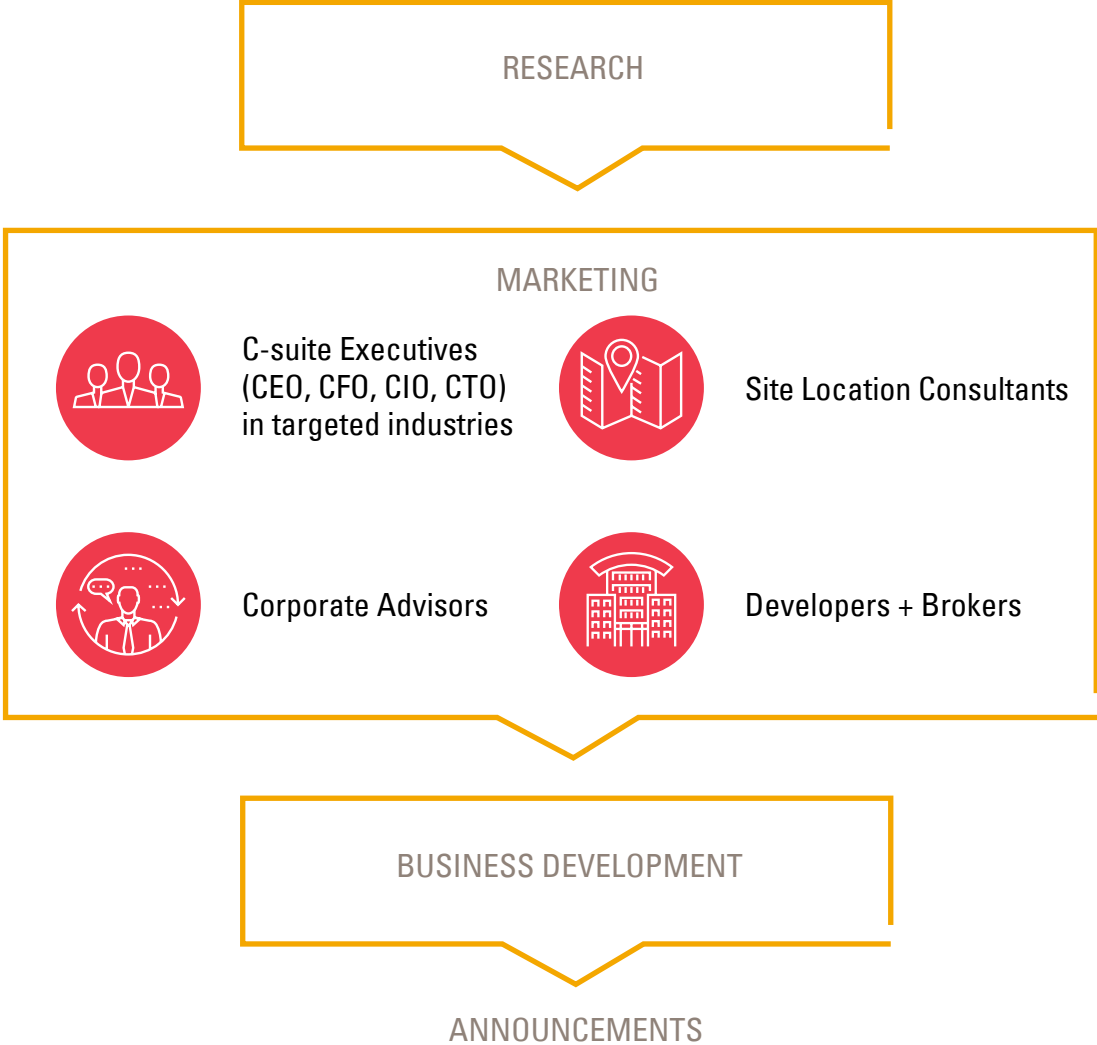 RESEARCH
MARKETING
C-suite Executives
(CEO, CFO, CIO, CTO)
in targeted industries
Site Location Consultants
Corporate Advisors
Developers + Brokers
BUSINESS DEVELOPMENT
ANNOUNCEMENTS